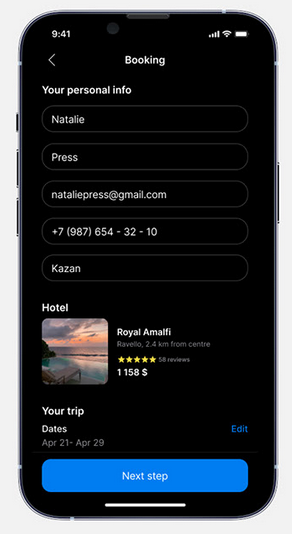 9:41
Booking
Your personal info
Natalie
Press
nataliepress@gmail.com
+7 (987) 654 - 32 - 10
Kazan
Hotel
Royal Amalfi
Ravello, 2.4 km from centre
58 reviews
1 158 $
Your trip
Dates
Edit
Apr 21- Apr 29
Next step